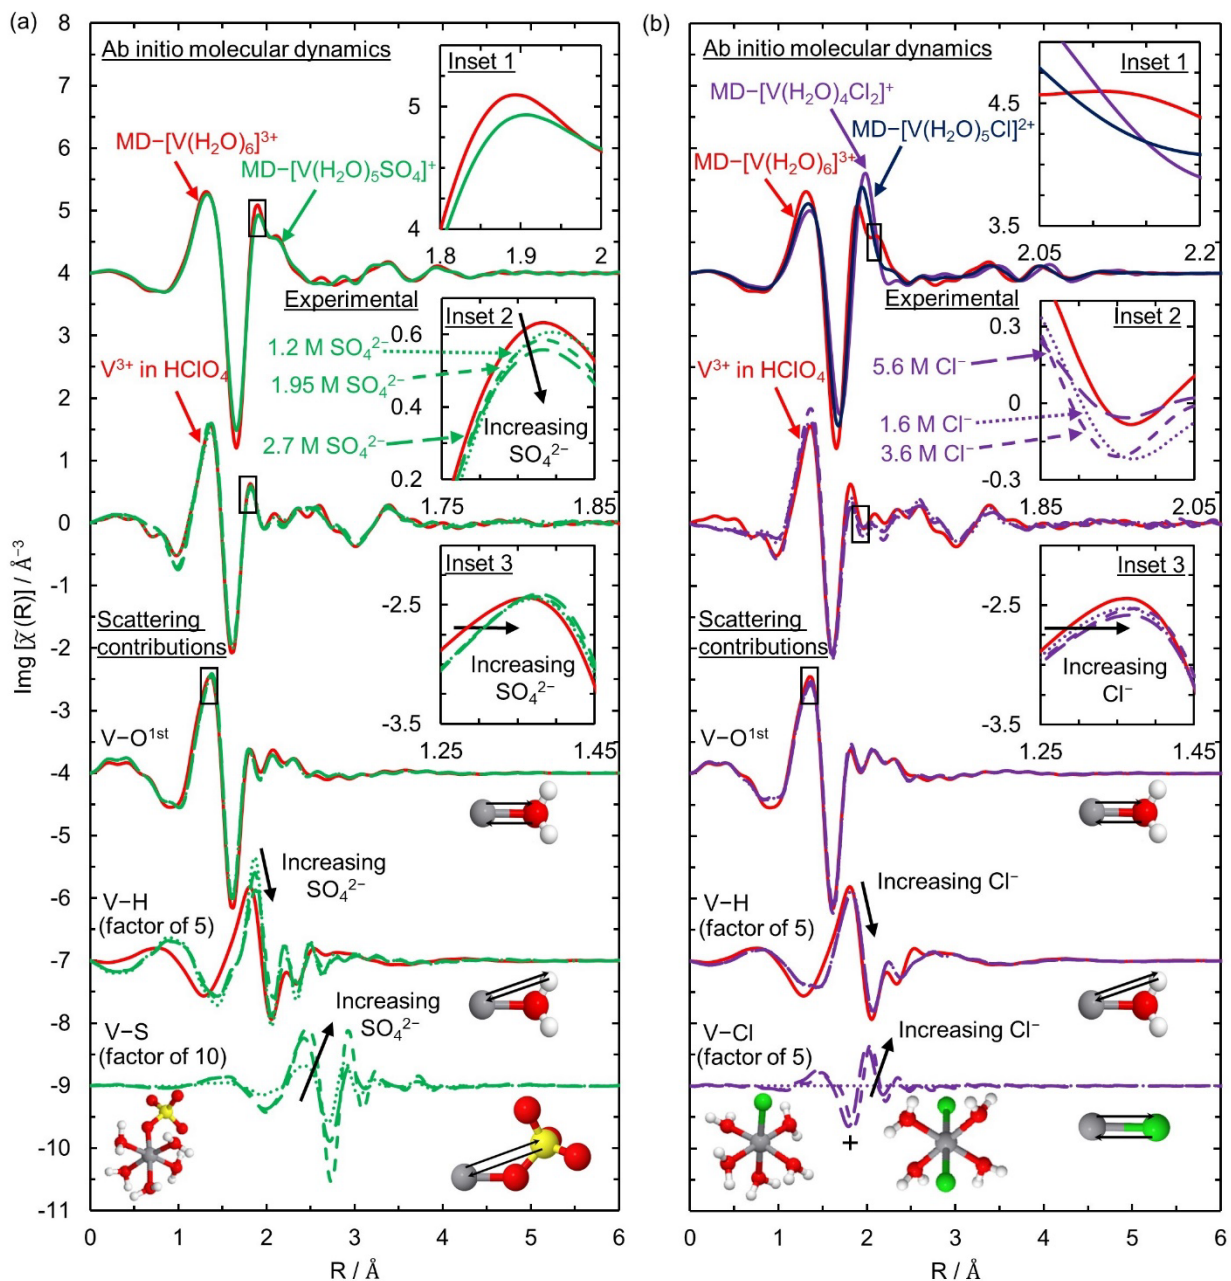 (a)
Ab initio molecular dynamics
Inset 1
MD−[V(H₂O)₆]³⁺
MD−[V(H₂O)₅SO₄]⁺
5
4
1.8
1.9
2
Experimental
Inset 2
0.6
1.2 M SO₄²⁻
V³⁺ in HClO₄
1.95 M SO₄²⁻
0.4
2.7 M SO₄²⁻
Increasing
SO₄²⁻
0.2
1.75
1.85
Inset 3
-2.5
Scattering
contributions
Increasing
SO₄²⁻
-3.5
1.25
1.45
V−O¹ˢᵗ
Increasing
SO₄²⁻
V−H
(factor of 5)
Increasing
SO₄²⁻
V−S
(factor of 10)
8
7
6
5
4
3
2
1
0
-1
-2
-3
-4
-5
-6
-7
-8
-9
-10
-11
Img [χ̃(R)] / Å⁻³
0
1
2
3
4
5
6
R / Å
(b)
Ab initio molecular dynamics
Inset 1
MD−[V(H₂O)₄Cl₂]⁺
MD−[V(H₂O)₅Cl]²⁺
MD−[V(H₂O)₆]³⁺
4.5
3.5
2.05
2.2
Experimental
Inset 2
0.3
5.6 M Cl⁻
V³⁺ in HClO₄
0
1.6 M Cl⁻
3.6 M Cl⁻
-0.3
1.85
2.05
Inset 3
-2.5
Scattering
contributions
Increasing
Cl⁻
-3.5
1.25
1.45
V−O¹ˢᵗ
Increasing Cl⁻
V−H
(factor of 5)
Increasing Cl⁻
V−Cl
(factor of 5)
+
0
1
2
3
4
5
6
R / Å